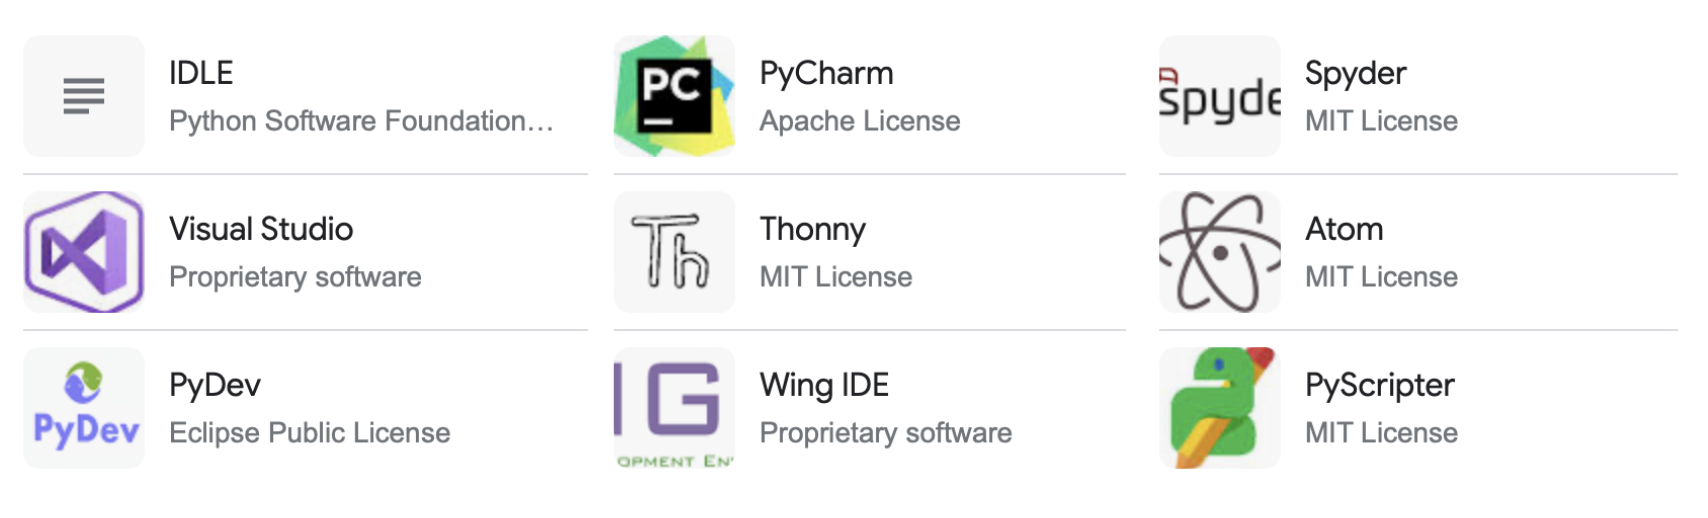 IDLE
Python Software Foundation...
PC
PyCharm
Apache License
spyde
Spyder
MIT License
Visual Studio
Proprietary software
Th
Thonny
MIT License
Atom
MIT License
PyDev
PyDev
Eclipse Public License
G
OPMENT EN
Wing IDE
Proprietary software
PyScripter
MIT License